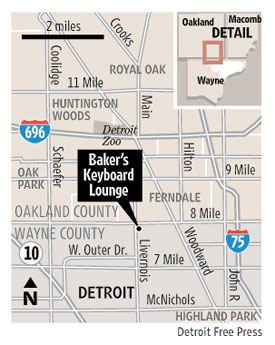 2 miles
Crooks
Coolidge
ROYAL OAK
11 Mile
Main
Oakland
Macomb
DETAIL
Wayne
HUNTINGTON
WOODS
696
Detroit
Zoo
Schaefer
Baker's
Keyboard
Lounge
Hilton
9 Mile
OAK
PARK
FERNDALE
OAKLAND COUNTY
8 Mile
WAYNE COUNTY
10
W. Outer Dr.
Livernois
7 Mile
Woodward
75
John R
N
DETROIT
McNichols
HIGHLAND PARK
Detroit Free Press